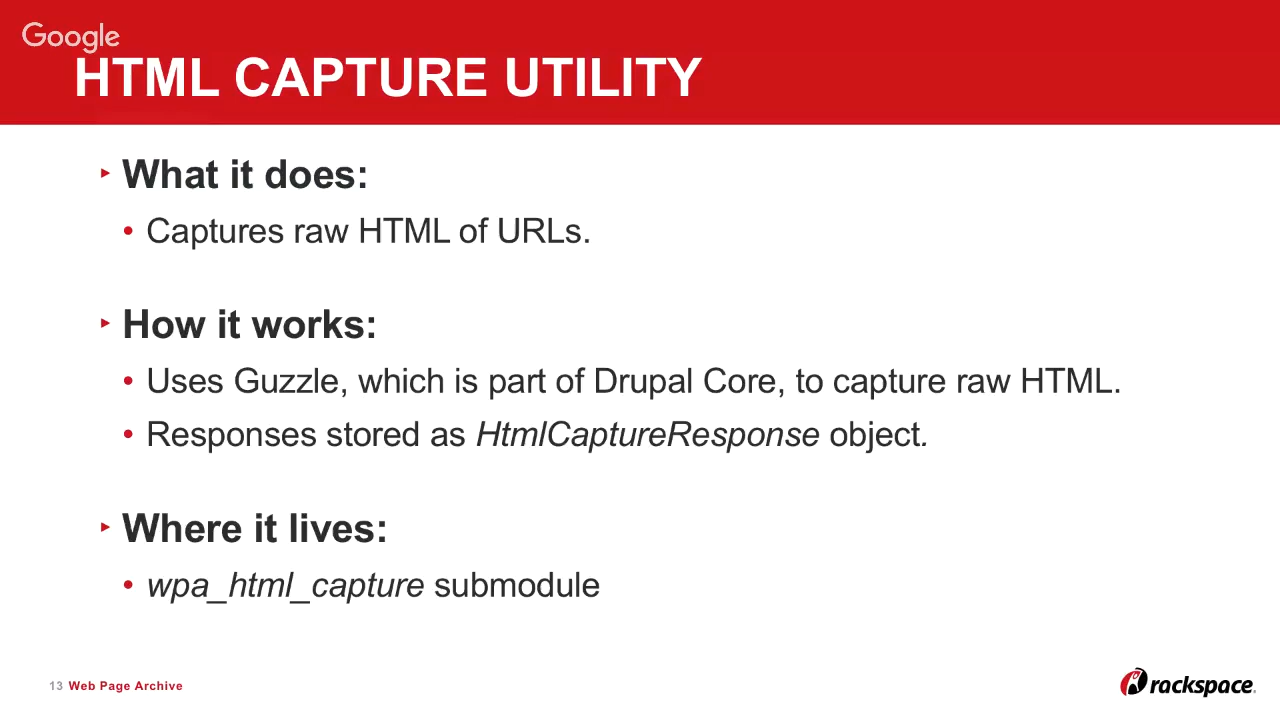 Google
HTML CAPTURE UTILITY
‣ What it does:
• Captures raw HTML of URLs.
‣ How it works:
• Uses Guzzle, which is part of Drupal Core, to capture raw HTML.
• Responses stored as HtmlCaptureResponse object.
‣ Where it lives:
• wpa_html_capture submodule
13 Web Page Archive
rackspace.